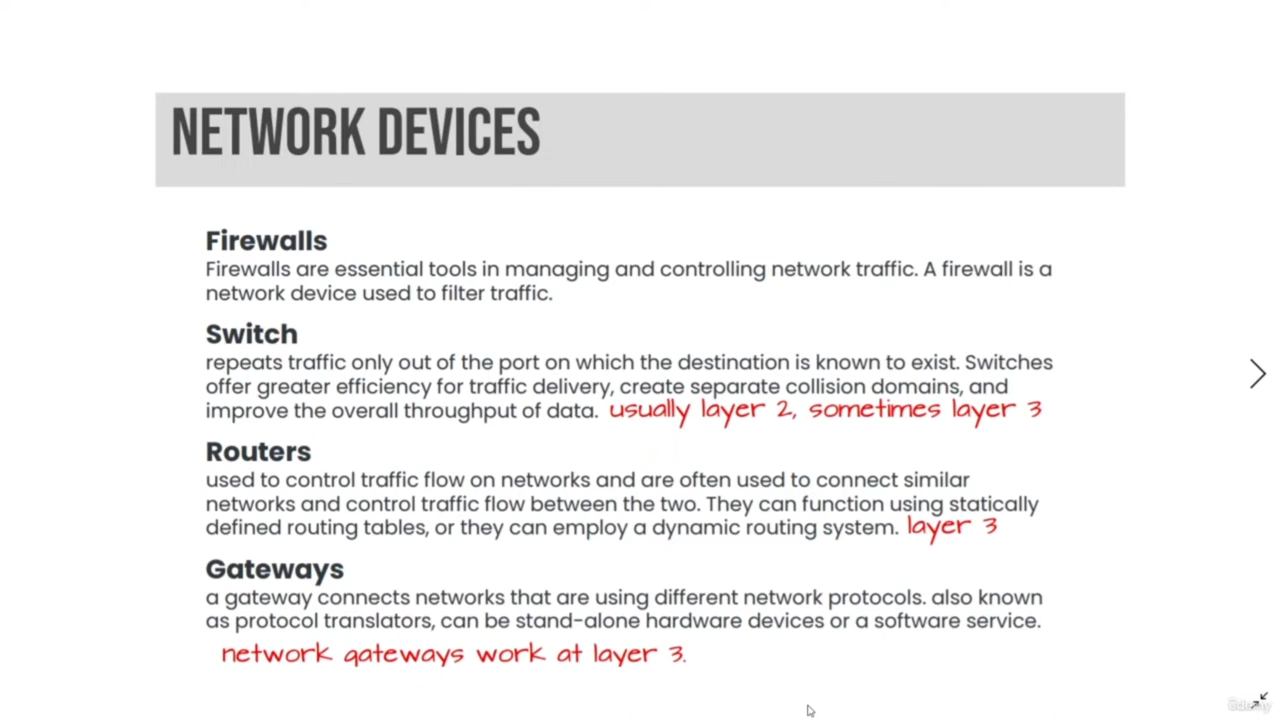 NETWORK DEVICES
Firewalls
Firewalls are essential tools in managing and controlling network traffic. A firewall is a
network device used to filter traffic.
Switch
repeats traffic only out of the port on which the destination is known to exist. Switches
offer greater efficiency for traffic delivery, create separate collision domains, and
improve the overall throughput of data. usually layer 2, sometimes layer 3
Routers
used to control traffic flow on networks and are often used to connect similar
networks and control traffic flow between the two. They can function using statically
defined routing tables, or they can employ a dynamic routing system. layer 3
Gateways
a gateway connects networks that are using different network protocols. also known
as protocol translators, can be stand-alone hardware devices or a software service.
network gateways work at layer 3.
Udemy